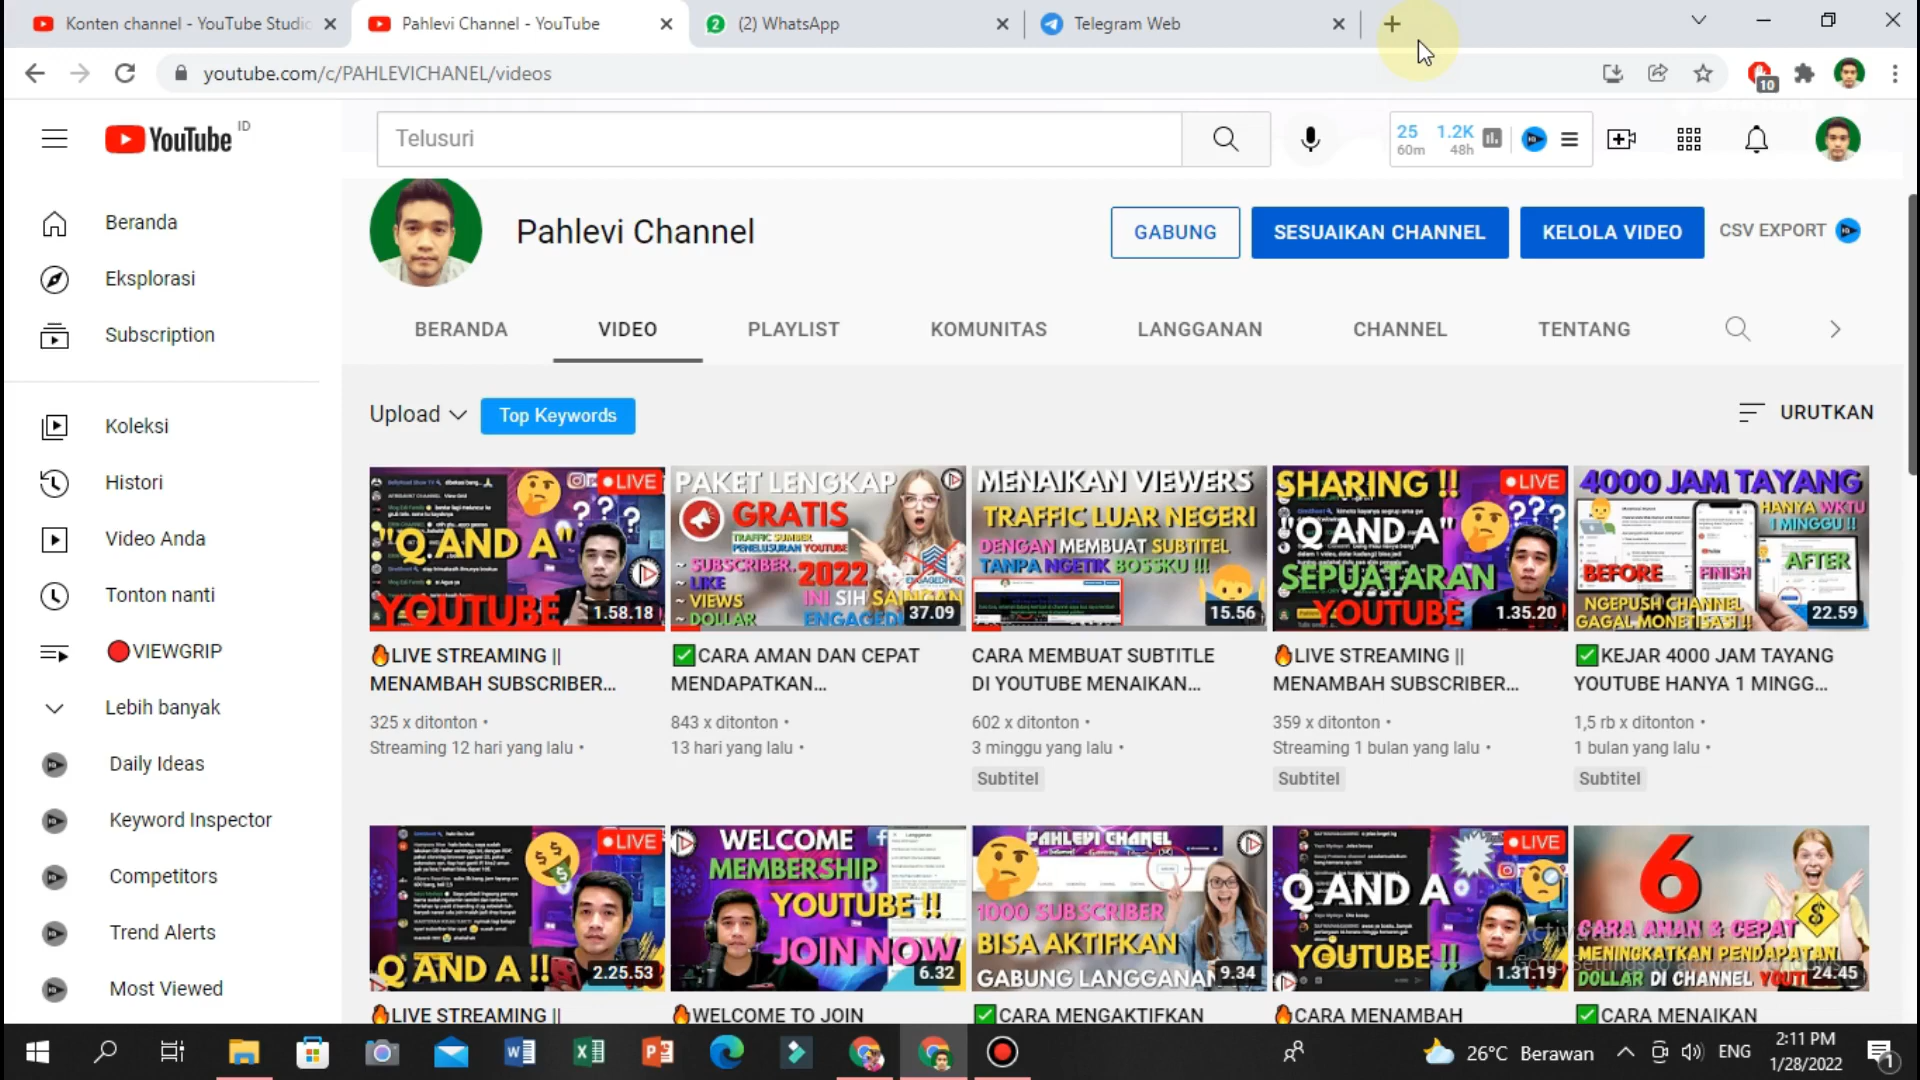 Konten channel - YouTube Studio
Pahlevi Channel - YouTube
(2) WhatsApp
Telegram Web
youtube.com/c/PAHLEVICHANEL/videos
10
YouTube ID
Telusuri
25 1.2K
60m 48h
Beranda
Eksplorasi
Subscription
Koleksi
Histori
Video Anda
Tonton nanti
VIEWGRIP
Lebih banyak
Daily Ideas
Keyword Inspector
Competitors
Trend Alerts
Most Viewed
Pahlevi Channel
GABUNG
SESUAIKAN CHANNEL
KELOLA VIDEO
CSV EXPORT
BERANDA
VIDEO
PLAYLIST
KOMUNITAS
LANGGANAN
CHANNEL
TENTANG
Upload
Top Keywords
URUTKAN
LIVE
???
"Q AND A"
YOUTUBE
1.58.18
LIVE STREAMING ||
MENAMBAH SUBSCRIBER...
325 x ditonton •
Streaming 12 hari yang lalu •
PAKET LENGKAP
GRATIS
TRAFFIC SUMBER
PENELUSURAN YOUTUBE
~ SUBSCRIBER
~ LIKE
~ VIEWS
~ DOLLAR
2022
INI SIH SAINGAN
37.09
CARA AMAN DAN CEPAT
MENDAPATKAN...
843 x ditonton •
13 hari yang lalu •
MENAIKAN VIEWERS
TRAFFIC LUAR NEGERI
DENGAN MEMBUAT SUBTITEL
TANPA NGETIK BOSSKU !!!
15.56
CARA MEMBUAT SUBTITLE
DI YOUTUBE MENAIKAN...
602 x ditonton •
3 minggu yang lalu •
Subtitel
SHARING !!
LIVE
???
"Q AND A"
SEPUATARAN
YOUTUBE
1.35.20
LIVE STREAMING ||
MENAMBAH SUBSCRIBER...
359 x ditonton •
Streaming 1 bulan yang lalu •
Subtitel
4000 JAM TAYANG
HANYA WKTU
1 MINGGU !!
BEFORE
FINISH
AFTER
NGEPUSH CHANNEL
GAGAL MONETISASI !!
22.59
KEJAR 4000 JAM TAYANG
YOUTUBE HANYA 1 MINGG...
1,5 rb x ditonton •
1 bulan yang lalu •
Subtitel
LIVE
Q AND A !!
2.25.53
LIVE STREAMING ||
WELCOME
MEMBERSHIP
YOUTUBE !!
JOIN NOW
6.32
WELCOME TO JOIN
PAHLEVI CHANEL
1000 SUBSCRIBER
BISA AKTIFKAN
GABUNG LANGGANAN
9.34
CARA MENGAKTIFKAN
LIVE
Q AND A
YOUTUBE !!
1.31.19
CARA MENAMBAH
6
CARA AMAN & CEPAT
MENINGKATKAN PENDAPATAN
DOLLAR DI CHANNEL
24.45
CARA MENAIKAN
26°C Berawan
ENG
2:11 PM
1/28/2022
1